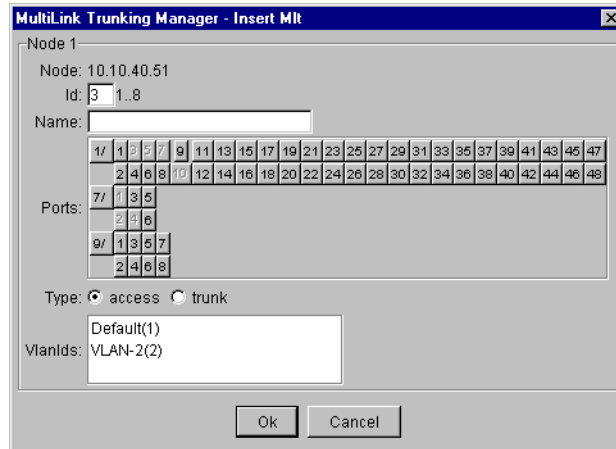 MultiLink Trunking Manager - Insert Mlt
Node 1
Node: 10.10.40.51
Id: 3 1..8
Name:
1/ 1 3 5 7 9 11 13 15 17 19 21 23 25 27 29 31 33 35 37 39 41 43 45 47
2 4 6 8 10 12 14 16 18 20 22 24 26 28 30 32 34 36 38 40 42 44 46 48
Ports:
7/ 1 3 5
2 4 6
9/ 1 3 5 7
2 4 6 8
Type: access trunk
Default(1)
VlanIds: VLAN-2(2)
Ok Cancel